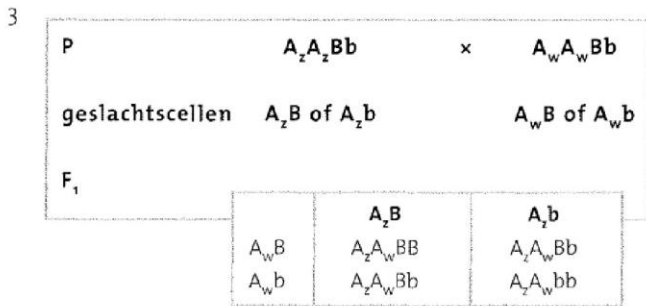 3
P A_zA_zBb × A_wA_wBb
geslachtscellen A_zB of A_zb A_wB of A_wb
F_1
A_zB A_zb
A_wB A_zA_wBB A_zA_wBb
A_wb A_zA_wBb A_zA_wbb